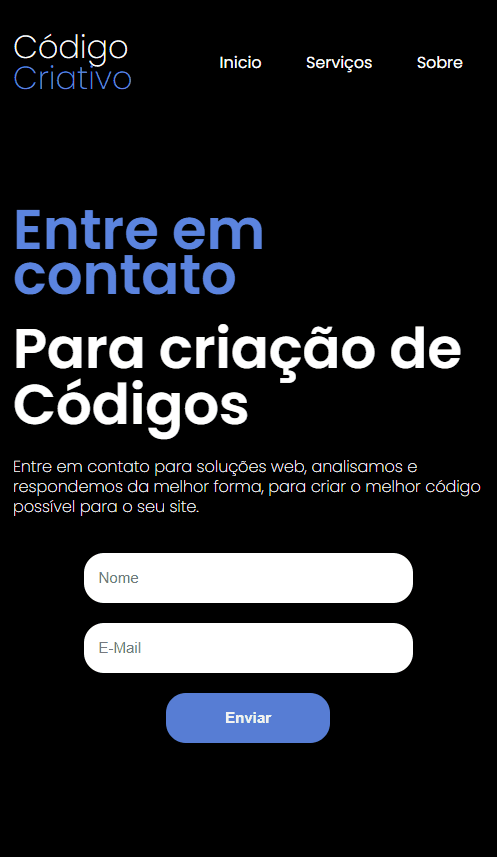 Código
Criativo
Inicio
Serviços
Sobre
Entre em
contato
Para criação de
Códigos
Entre em contato para soluções web, analisamos e
respondemos da melhor forma, para criar o melhor código
possível para o seu site.
Nome
E-Mail
Enviar